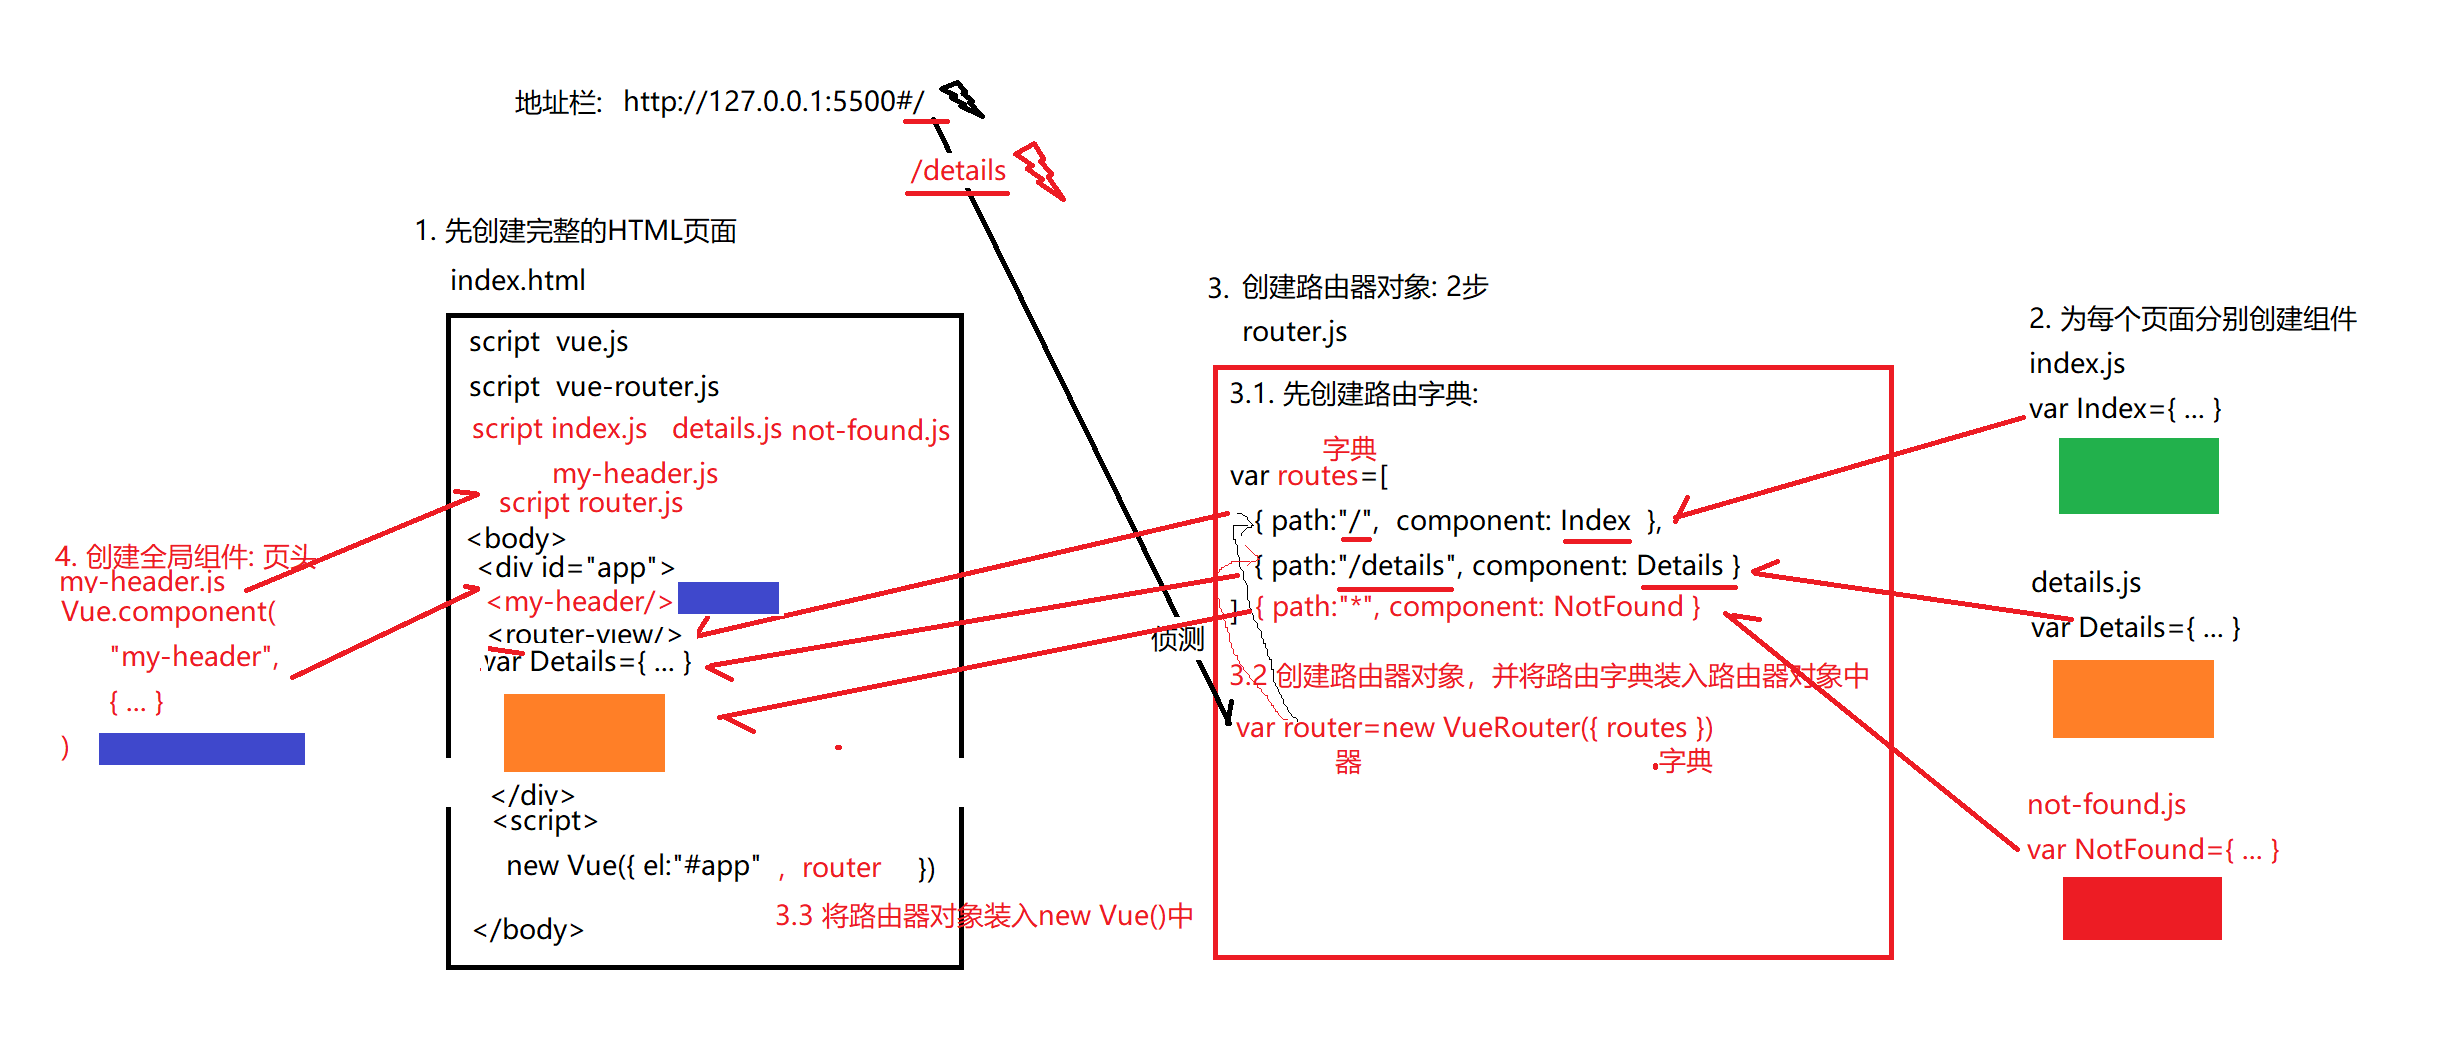 地址栏: http://127.0.0.1:5500#/
/details
1. 先创建完整的HTML页面
index.html
script vue.js
script vue-router.js
script index.js details.js not-found.js
my-header.js
script router.js
<body>
<div id="app">
<my-header/>
<router-view/>
var Details={ ... }
</div>
<script>
new Vue({ el:"#app" , router })
3.3 将路由器对象装入new Vue()中
</body>
4. 创建全局组件: 页头
my-header.js
Vue.component(
"my-header",
{ ... }
)
侦测
3. 创建路由器对象: 2步
router.js
3.1. 先创建路由字典:
字典
var routes=[
{ path:"/", component: Index },
{ path:"/details", component: Details }
] { path:"*", component: NotFound }
3.2 创建路由器对象，并将路由字典装入路由器对象中
var router=new VueRouter({ routes })
器 字典
2. 为每个页面分别创建组件
index.js
var Index={ ... }
details.js
var Details={ ... }
not-found.js
var NotFound={ ... }